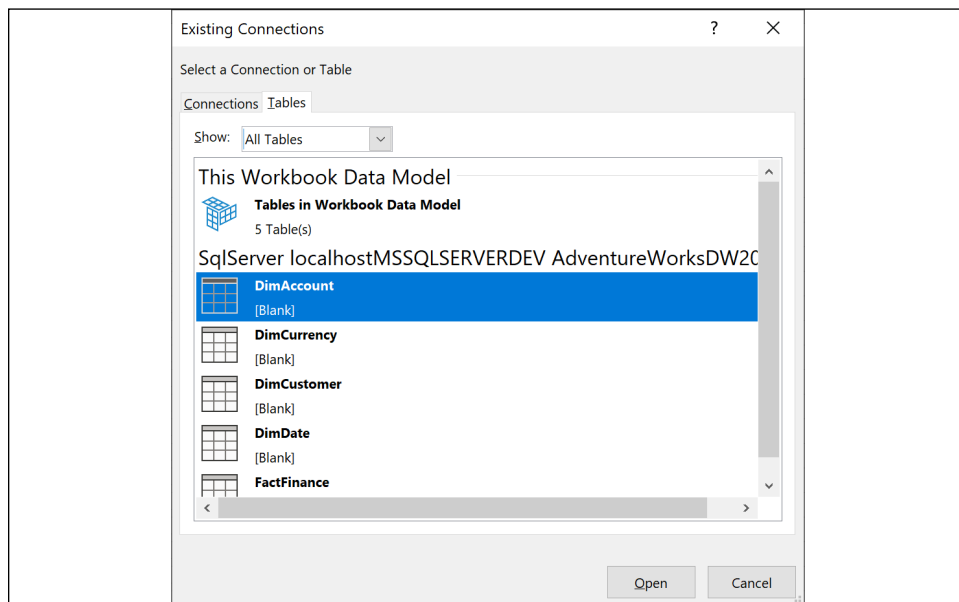 Existing Connections ?
Select a Connection or Table
Connections Tables
Show: All Tables
This Workbook Data Model
Tables in Workbook Data Model
5 Table(s)
SqlServer localhostMSSQLSERVERDEV AdventureWorksDW20
DimAccount
[Blank]
DimCurrency
[Blank]
DimCustomer
[Blank]
DimDate
[Blank]
FactFinance
Open Cancel